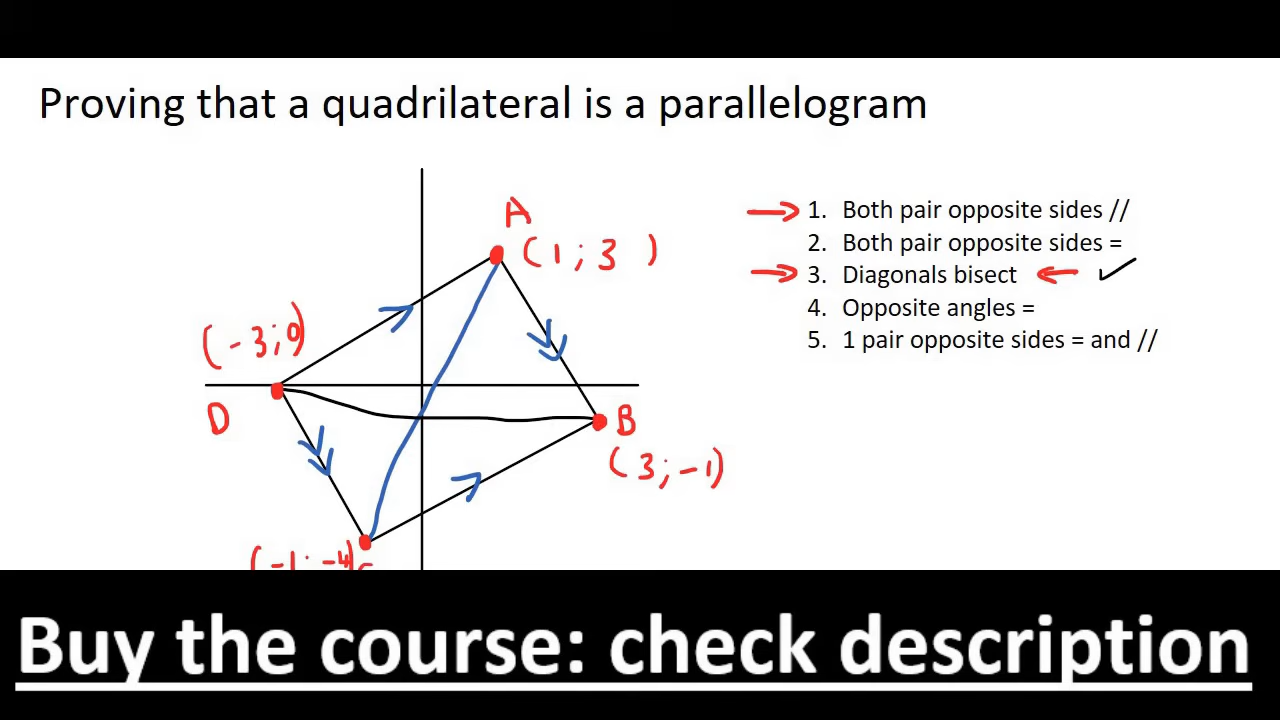 Proving that a quadrilateral is a parallelogram
A
(1 ; 3 )
1. Both pair opposite sides //
2. Both pair opposite sides =
3. Diagonals bisect
4. Opposite angles =
5. 1 pair opposite sides = and //
(-3;0)
D
B
(3;-1)
(-1; -4)
Buy the course: check description